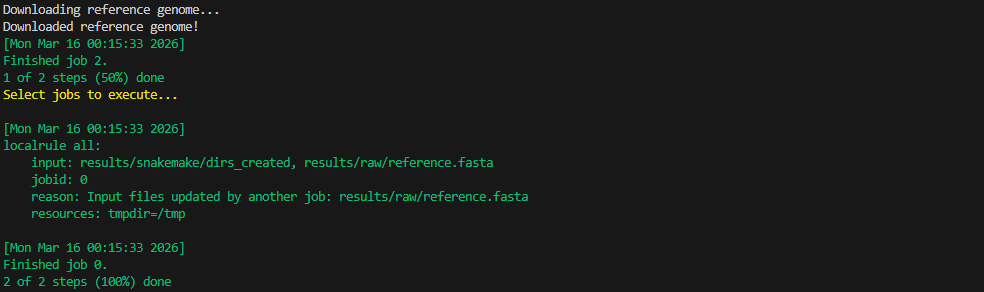 Downloading reference genome...
Downloaded reference genome!
[Mon Mar 16 00:15:33 2026]
Finished job 2.
1 of 2 steps (50%) done
Select jobs to execute...
[Mon Mar 16 00:15:33 2026]
localrule all:
    input: results/snakemake/dirs_created, results/raw/reference.fasta
    jobid: 0
    reason: Input files updated by another job: results/raw/reference.fasta
    resources: tmpdir=/tmp
[Mon Mar 16 00:15:33 2026]
Finished job 0.
2 of 2 steps (100%) done